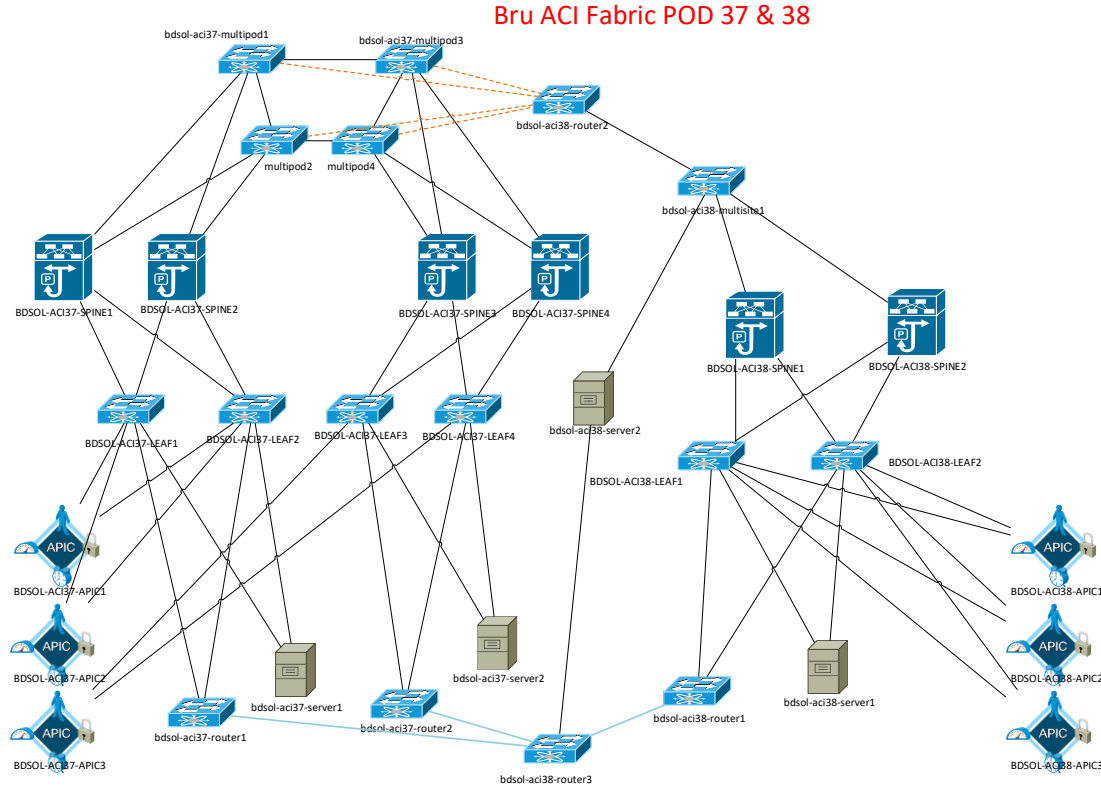 Bru ACI Fabric POD 37 & 38
bdsol-aci37-multipod1
bdsol-aci37-multipod3
bdsol-aci38-router2
multipod2
multipod4
bdsol-aci38-multisite1
BDSOL-ACI37-SPINE1
BDSOL-ACI37-SPINE2
BDSOL-ACI37-SPINE3
BDSOL-ACI37-SPINE4
BDSOL-ACI38-SPINE1
BDSOL-ACI38-SPINE2
P
P
P
P
P
P
BDSOL-ACI37-LEAF1
BDSOL-ACI37-LEAF2
BDSOL-ACI37-LEAF3
BDSOL-ACI37-LEAF4
bdsol-aci38-server2
BDSOL-ACI38-LEAF1
BDSOL-ACI38-LEAF2
APIC
BDSOL-ACI37-APIC1
APIC
BDSOL-ACI38-APIC1
APIC
BDSOL-ACI37-APIC2
APIC
BDSOL-ACI38-APIC2
bdsol-aci37-server1
bdsol-aci37-server2
bdsol-aci38-server1
bdsol-aci37-router1
bdsol-aci37-router2
bdsol-aci38-router1
APIC
BDSOL-ACI37-APIC3
APIC
BDSOL-ACI38-APIC3
bdsol-aci38-router3